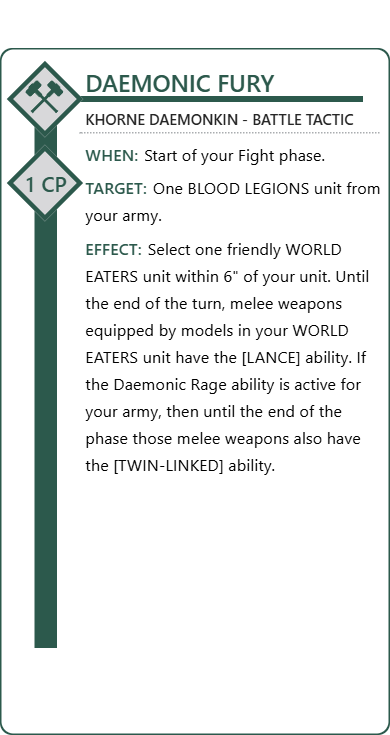 DAEMONIC FURY
KHORNE DAEMONKIN - BATTLE TACTIC
WHEN: Start of your Fight phase.
1 CP
TARGET: One BLOOD LEGIONS unit from
your army.
EFFECT: Select one friendly WORLD
EATERS unit within 6" of your unit. Until
the end of the turn, melee weapons
equipped by models in your WORLD
EATERS unit have the [LANCE] ability. If
the Daemonic Rage ability is active for
your army, then until the end of the
phase those melee weapons also have
the [TWIN-LINKED] ability.